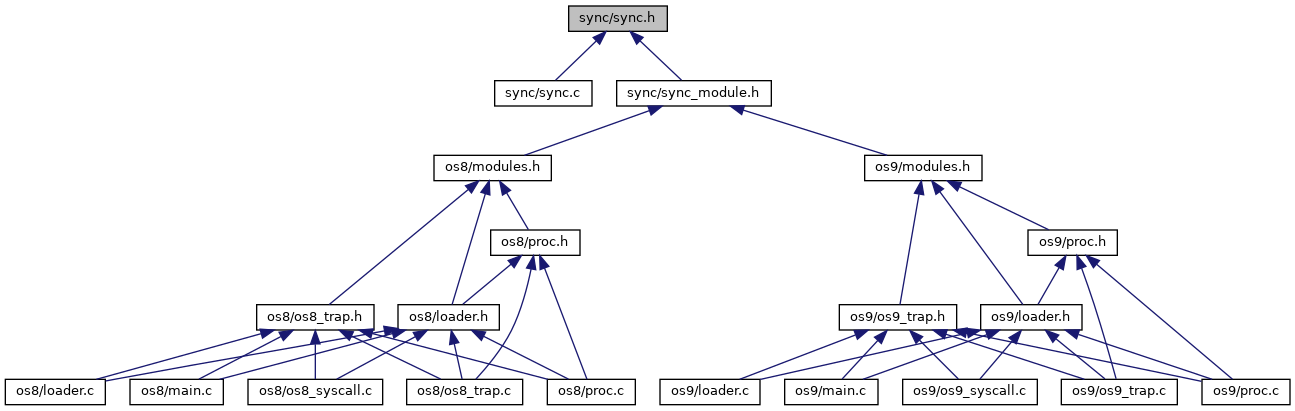 sync/sync.h
sync/sync.c
sync/sync_module.h
os8/modules.h
os9/modules.h
os8/proc.h
os9/proc.h
os8/os8_trap.h
os8/loader.h
os9/os9_trap.h
os9/loader.h
os8/loader.c
os8/main.c
os8/os8_syscall.c
os8/os8_trap.c
os8/proc.c
os9/loader.c
os9/main.c
os9/os9_syscall.c
os9/os9_trap.c
os9/proc.c